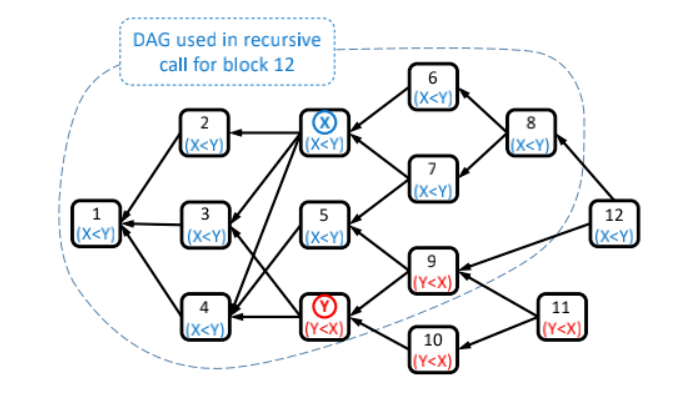 DAG used in recursive
call for block 12
1
(X<Y)
2
(X<Y)
3
(X<Y)
4
(X<Y)
X
(X<Y)
5
(X<Y)
Y
(Y<X)
6
(X<Y)
7
(X<Y)
9
(Y<X)
10
(Y<X)
8
(X<Y)
12
(X<Y)
11
(Y<X)